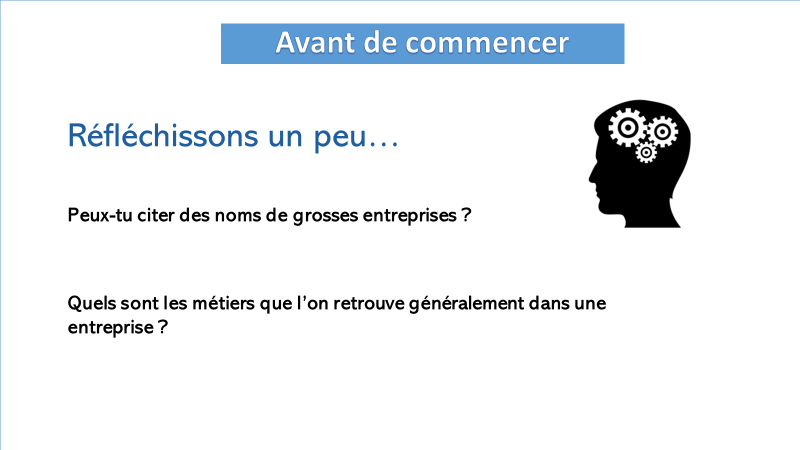 Avant de commencer
Réfléchissons un peu…
Peux-tu citer des noms de grosses entreprises ?
Quels sont les métiers que l’on retrouve généralement dans une
entreprise ?